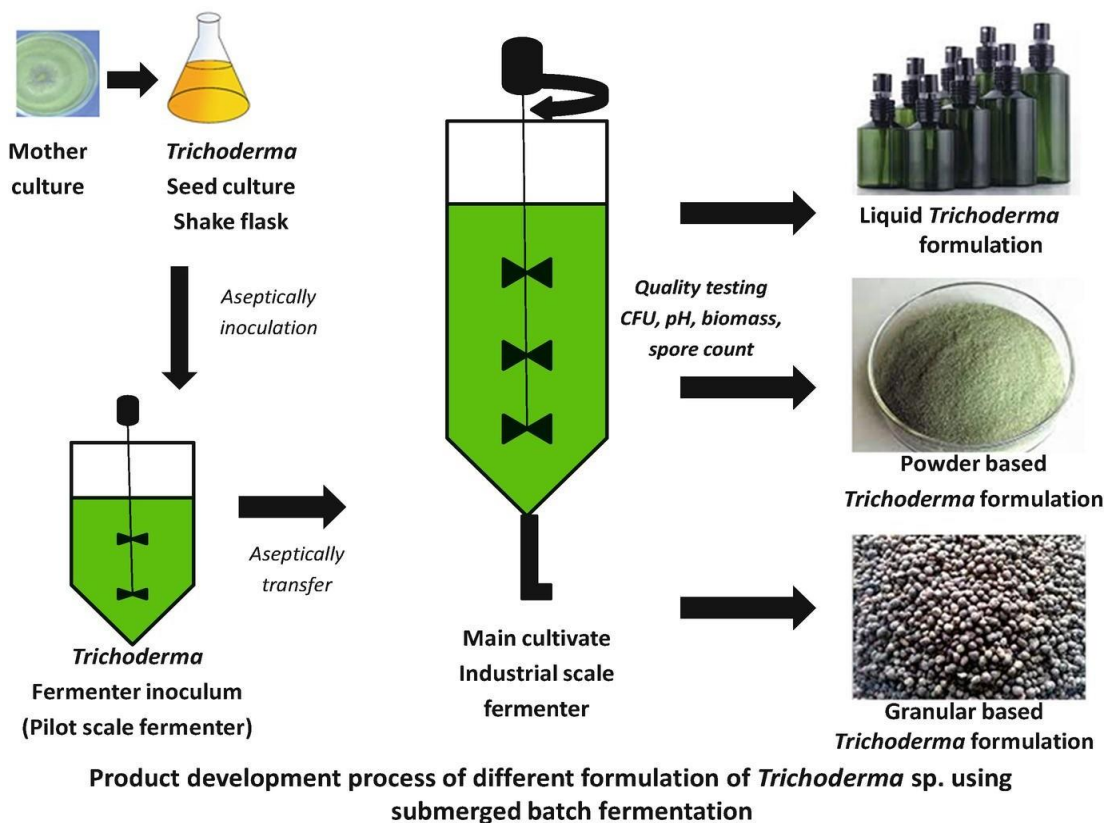 Mother
culture
Trichoderma
Seed culture
Shake flask
Aseptically
inoculation
Trichoderma
Fermenter inoculum
(Pilot scale fermenter)
Aseptically
transfer
Main cultivate
Industrial scale
fermenter
Quality testing
CFU, pH, biomass,
spore count
Liquid Trichoderma
formulation
Powder based
Trichoderma formulation
Granular based
Trichoderma formulation
Product development process of different formulation of Trichoderma sp. using
submerged batch fermentation